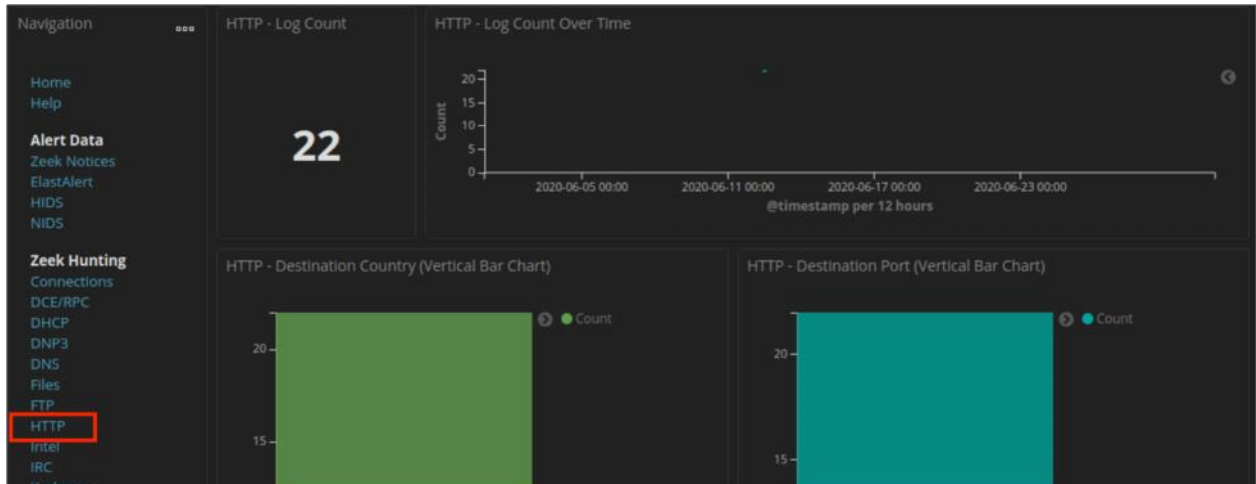 Navigation
Home
Help
Alert Data
Zeek Notices
ElastAlert
HIDS
NIDS
Zeek Hunting
Connections
DCE/RPC
DHCP
DNP3
DNS
Files
FTP
HTTP
Intel
IRC
HTTP - Log Count
22
HTTP - Log Count Over Time
20
15
10
5
0
Count
2020-06-05 00:00 2020-06-11 00:00 2020-06-17 00:00 2020-06-23 00:00
@timestamp per 12 hours
HTTP - Destination Country (Vertical Bar Chart)
Count
20
15
HTTP - Destination Port (Vertical Bar Chart)
Count
20
15